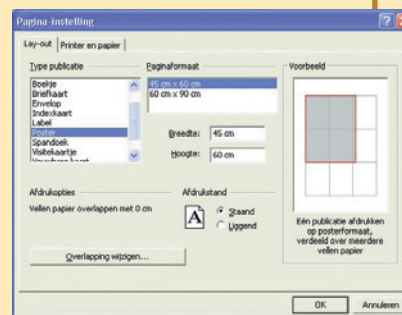 Pagina-instelling
Lay-out
Printer en papier
Type publicatie
Boekje
Briefkaart
Envelop
Indexkaart
Label
Poster
Spandoek
Visitekaartje
Vouwbare kaart
Paginaformaat
45 cm x 60 cm
60 cm x 90 cm
Breedte: 45 cm
Hoogte: 60 cm
Voorbeeld
Eén publicatie afdrukken
op posterformaat,
verdeeld over meerdere
vellen papier
Afdrukopties
Vellen papier overlappen met 0 cm
Overlapping wijzigen...
Afdrukstand
A
Staand
Liggend
OK
Annuleren